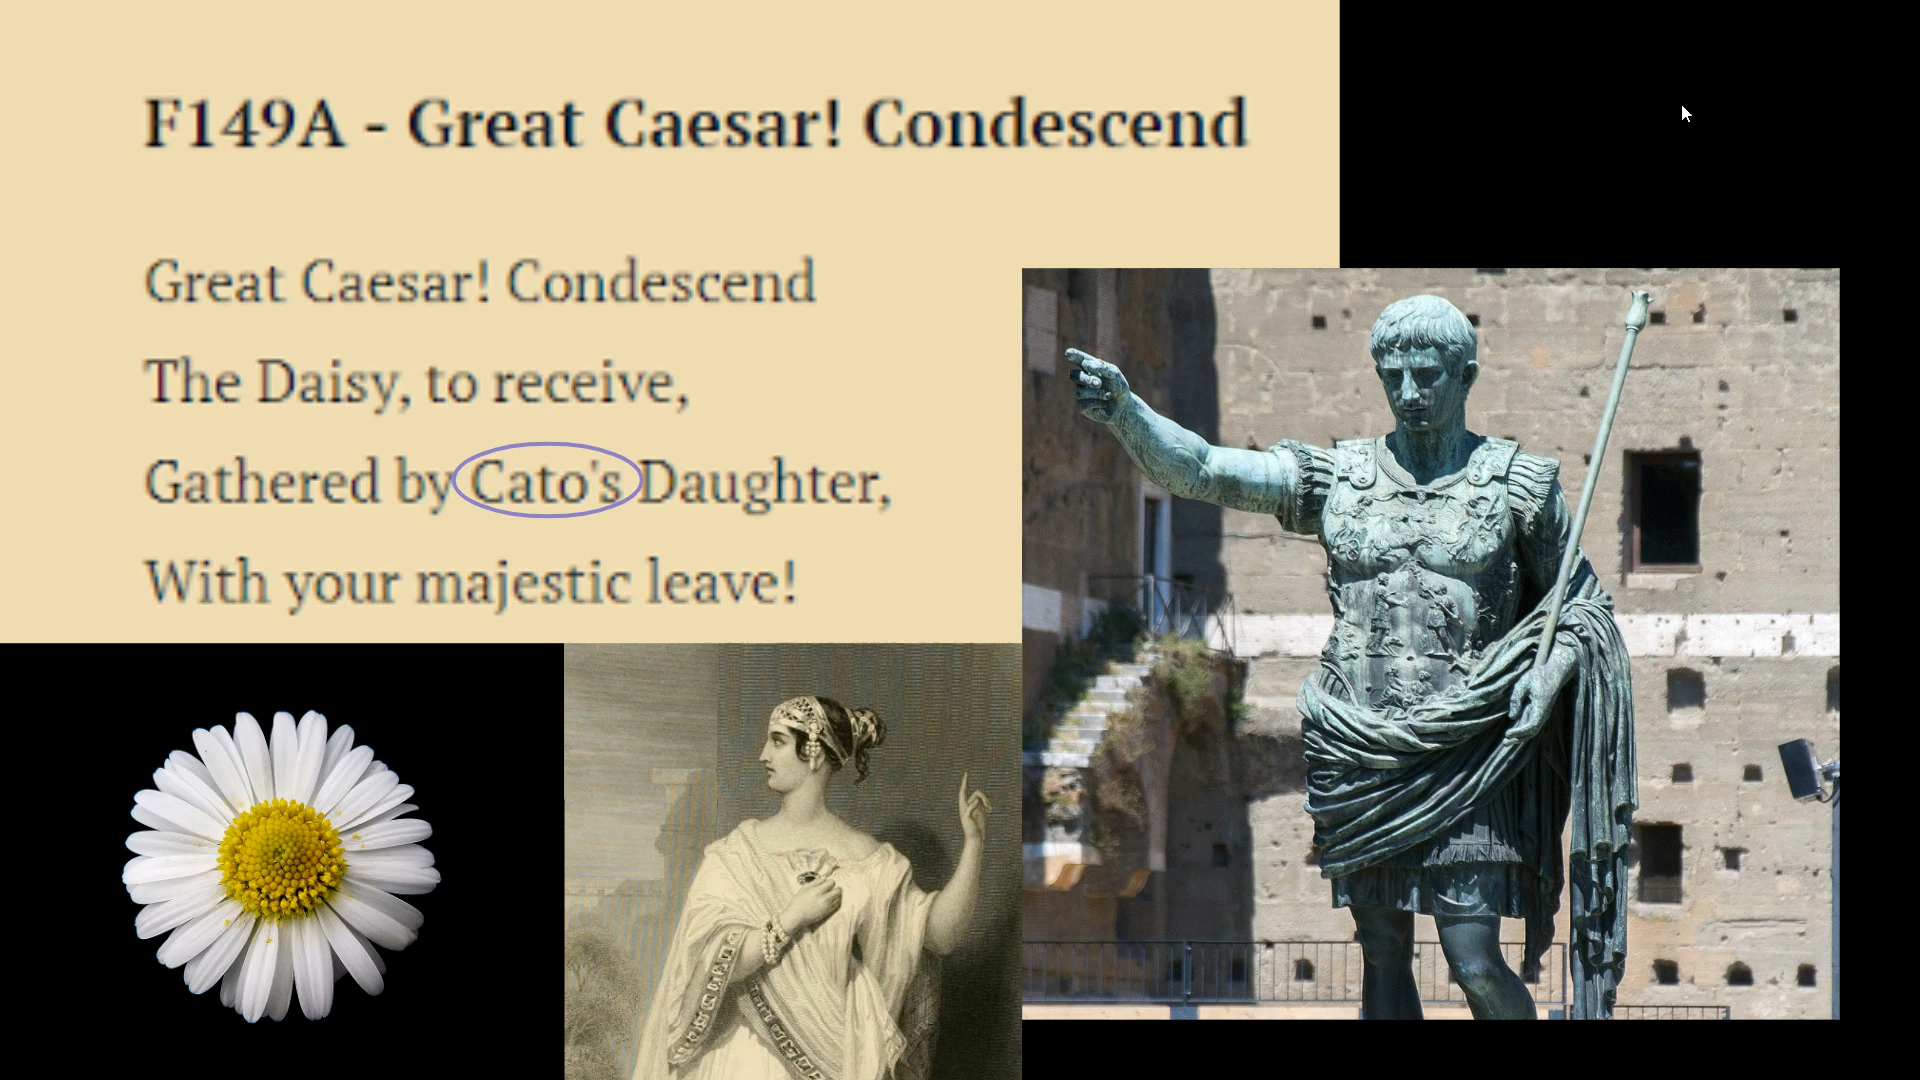 F149A - Great Caesar! Condescend
Great Caesar! Condescend
The Daisy, to receive,
Gathered by Cato's Daughter,
With your majestic leave!